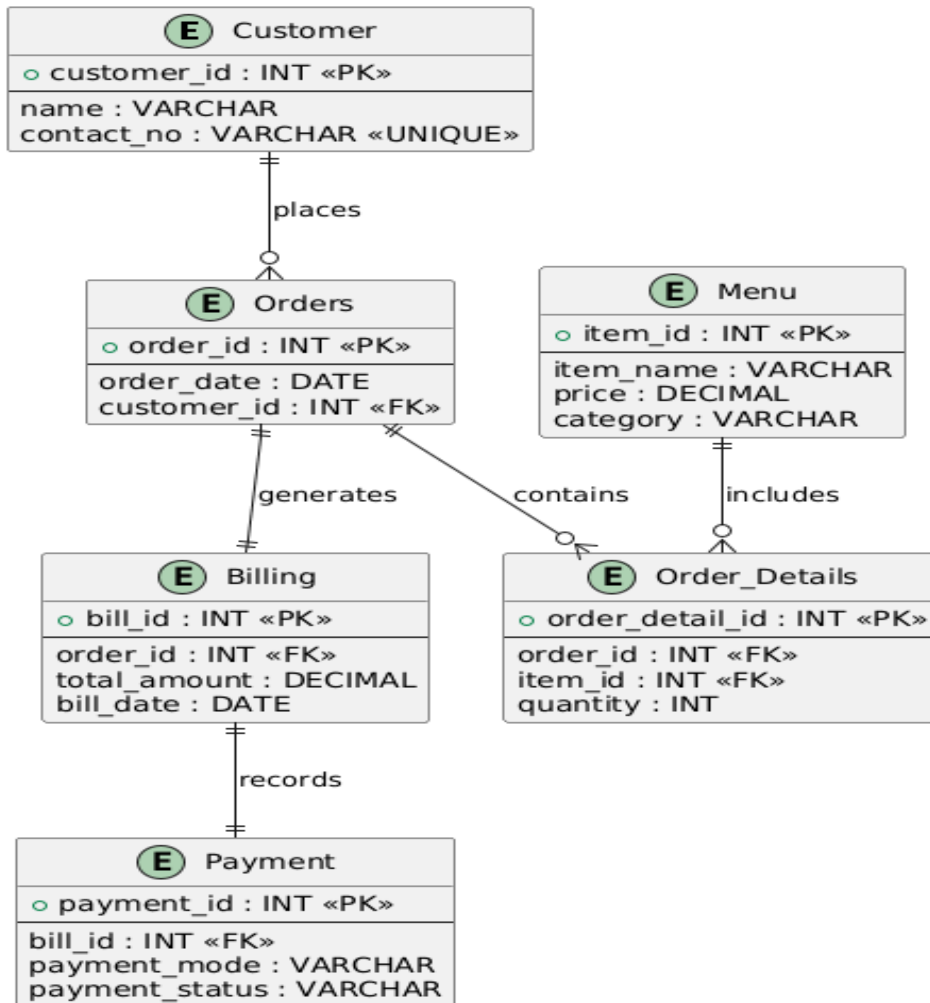 E Customer
customer_id : INT «PK»
name : VARCHAR
contact_no : VARCHAR «UNIQUE»
places
E Orders
order_id : INT «PK»
order_date : DATE
customer_id : INT «FK»
E Menu
item_id : INT «PK»
item_name : VARCHAR
price : DECIMAL
category : VARCHAR
generates
contains
includes
E Billing
bill_id : INT «PK»
order_id : INT «FK»
total_amount : DECIMAL
bill_date : DATE
E Order_Details
order_detail_id : INT «PK»
order_id : INT «FK»
item_id : INT «FK»
quantity : INT
records
E Payment
payment_id : INT «PK»
bill_id : INT «FK»
payment_mode : VARCHAR
payment_status : VARCHAR